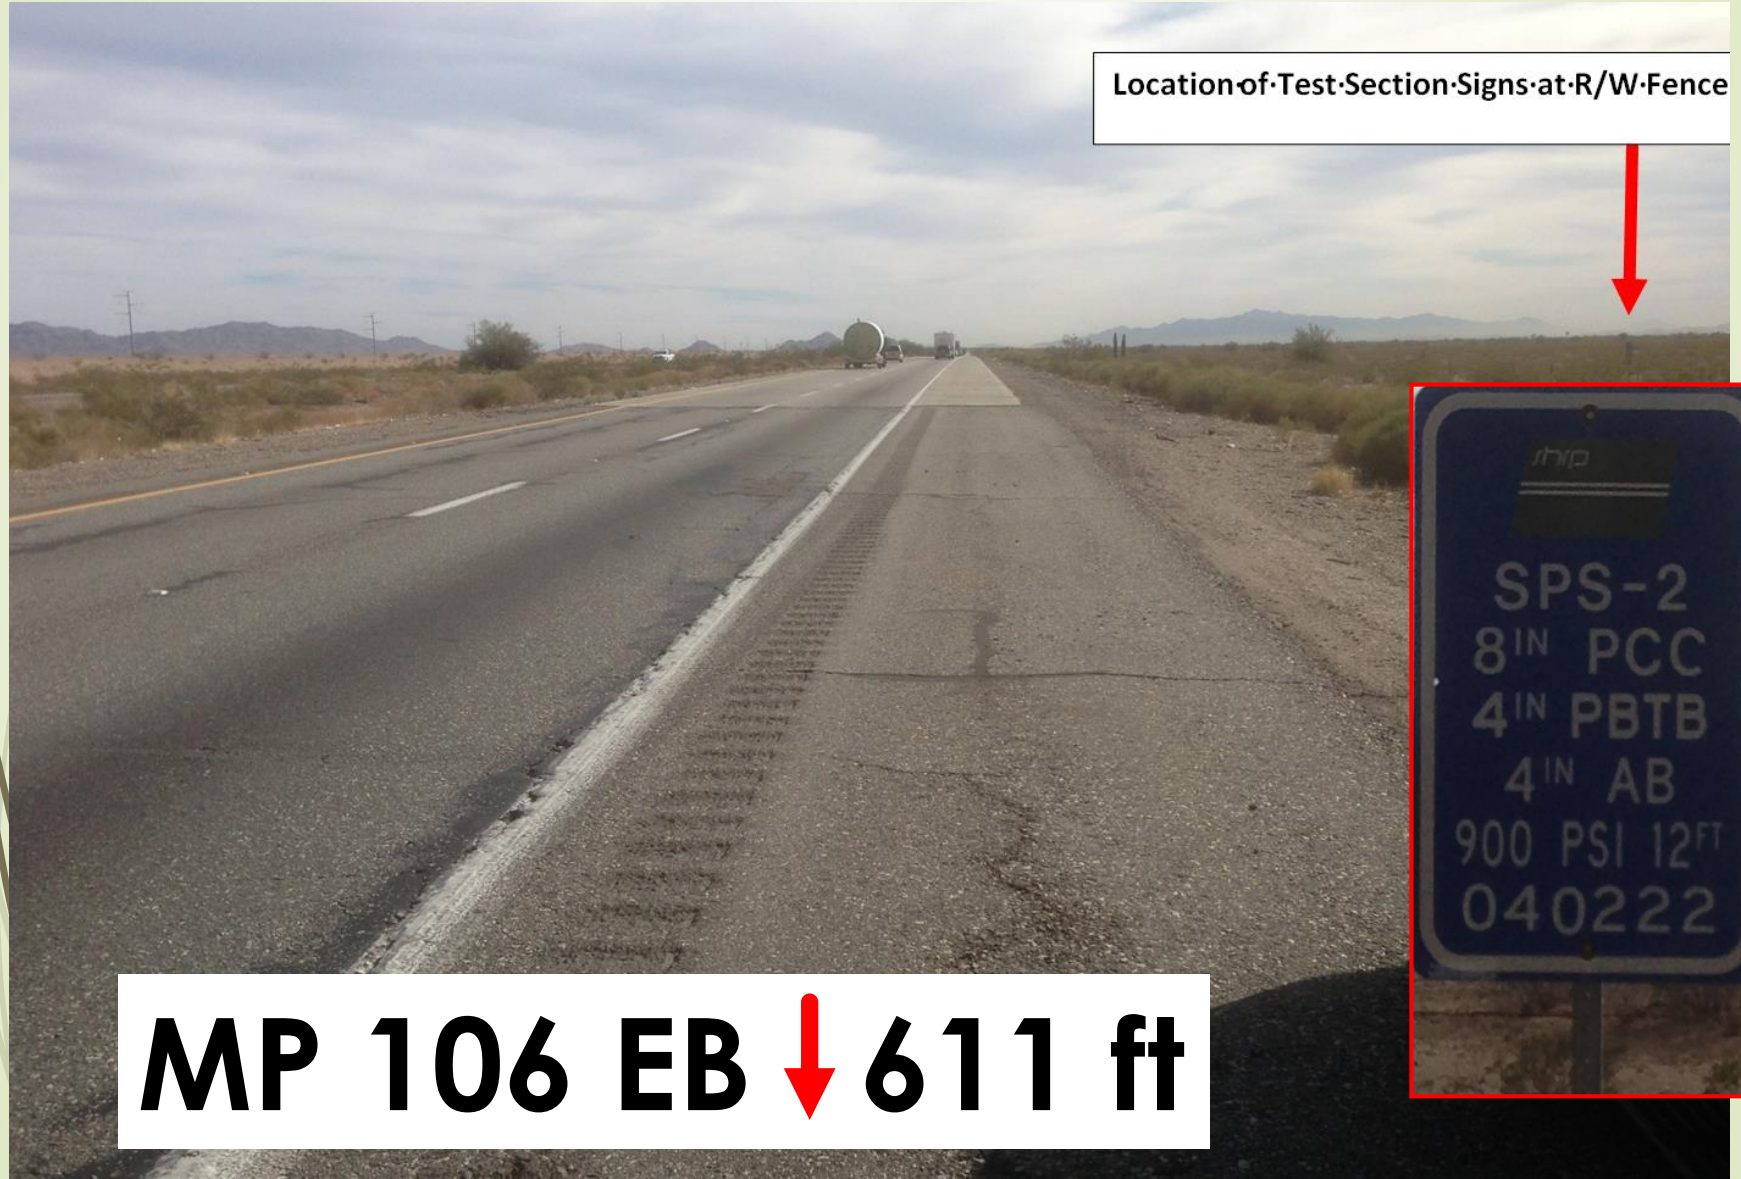 Location·of·Test·Section·Signs·at·R/W·Fence
shrp
SPS-2
8IN PCC
4IN PBTB
4IN AB
900 PSI 12FT
040222
MP 106 EB ↓ 611 ft